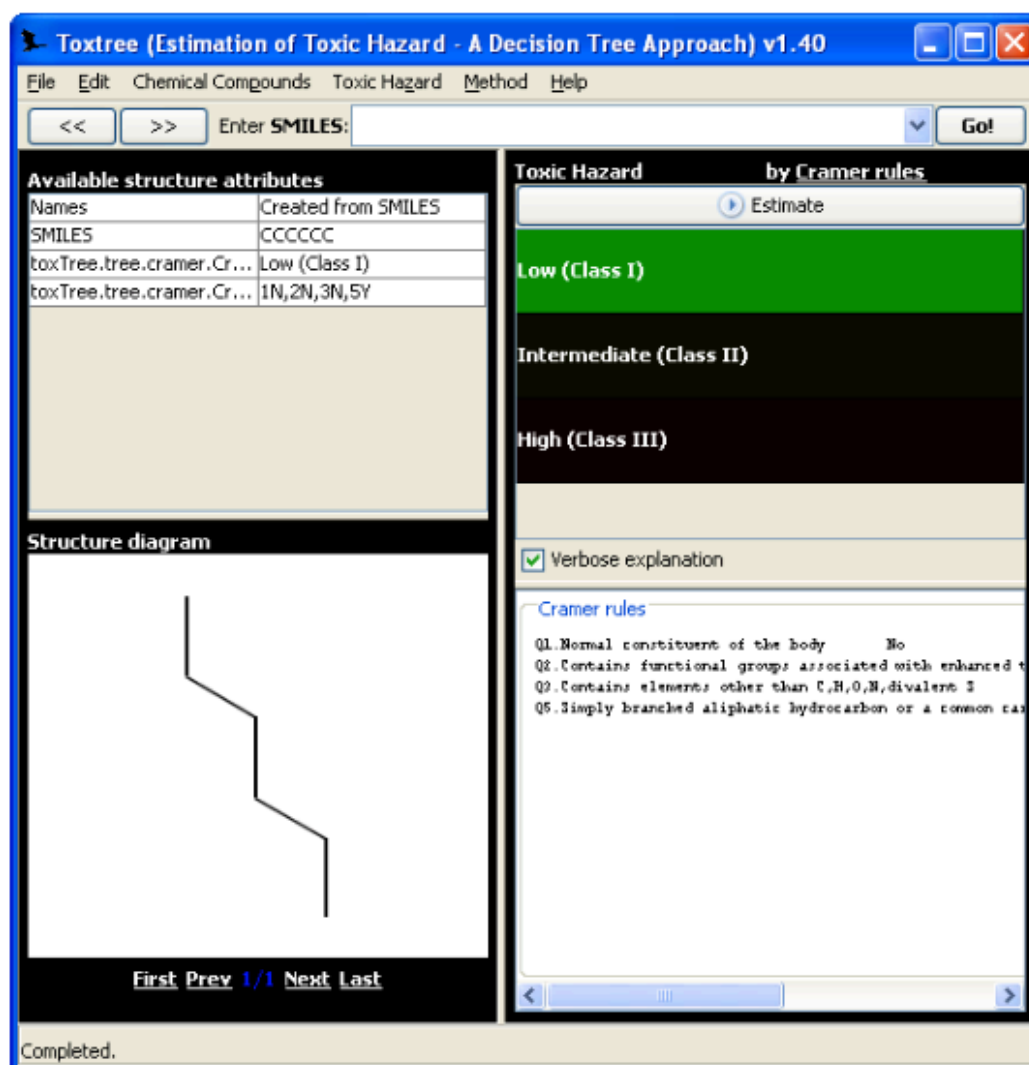 Toxtree (Estimation of Toxic Hazard - A Decision Tree Approach) v1.40
File Edit Chemical Compounds Toxic Hazard Method Help
<< >> Enter SMILES: Go!
Available structure attributes
Names Created from SMILES
SMILES CCCCCC
toxTree.tree.cramer.Cr... Low (Class I)
toxTree.tree.cramer.Cr... 1N,2N,3N,5Y
Structure diagram
First Prev 1/1 Next Last
Toxic Hazard by Cramer rules
Estimate
Low (Class I)
Intermediate (Class II)
High (Class III)
Verbose explanation
Cramer rules
Q1.Normal constituent of the body No
Q2.Contains functional groups associated with enhanced t
Q3.Contains elements other than C,H,O,N,divalent S
Q5.Simply branched aliphatic hydrocarbon or a common car
Completed.